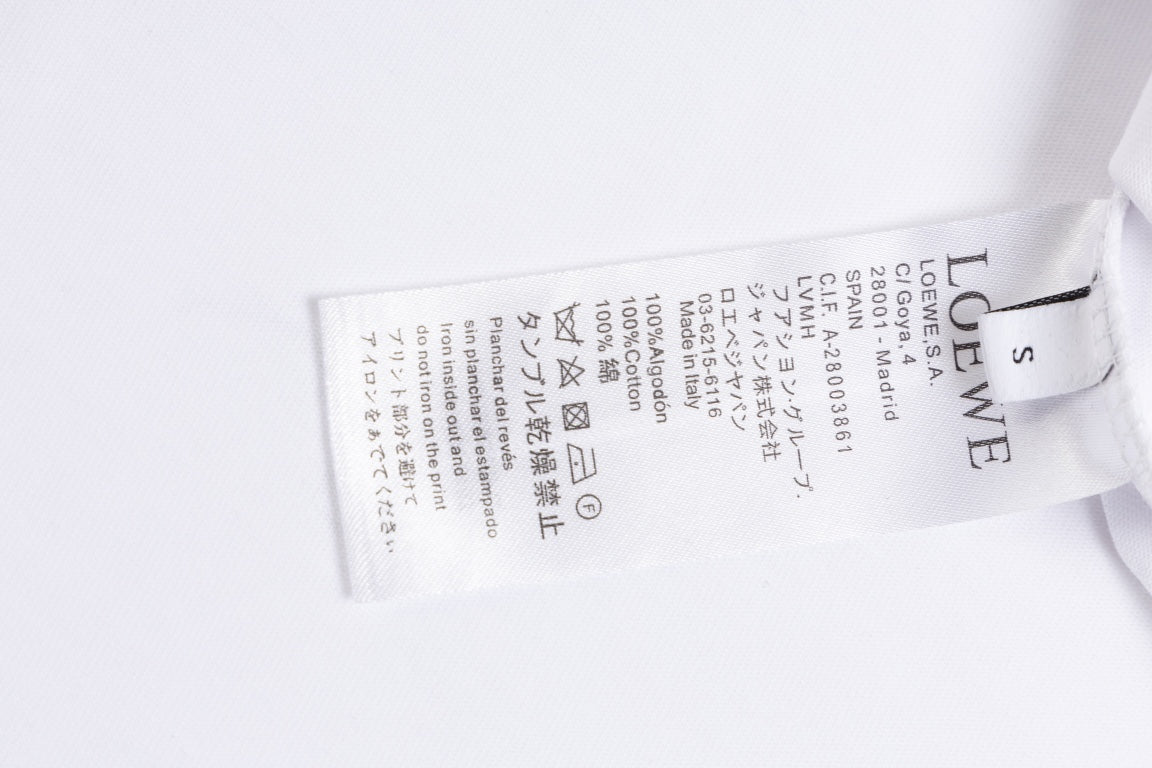 LOEWE
S
LOEWE,S.A.
C/ Goya, 4
28001 - Madrid
SPAIN
C.I.F. A-28003861
LVMH
フアショヨン・グループ.
ジャパン株式会社
ロエベジヤパン
03-6215-6116
Made in Italy
100%Algodón
100%Cotton
100% 綿
F
タンブル乾燥禁止
Planchar del revés
sin planchar el estampado
Iron inside out and
do not iron on the print
プリント部分を避けて
アイロンをあでてください